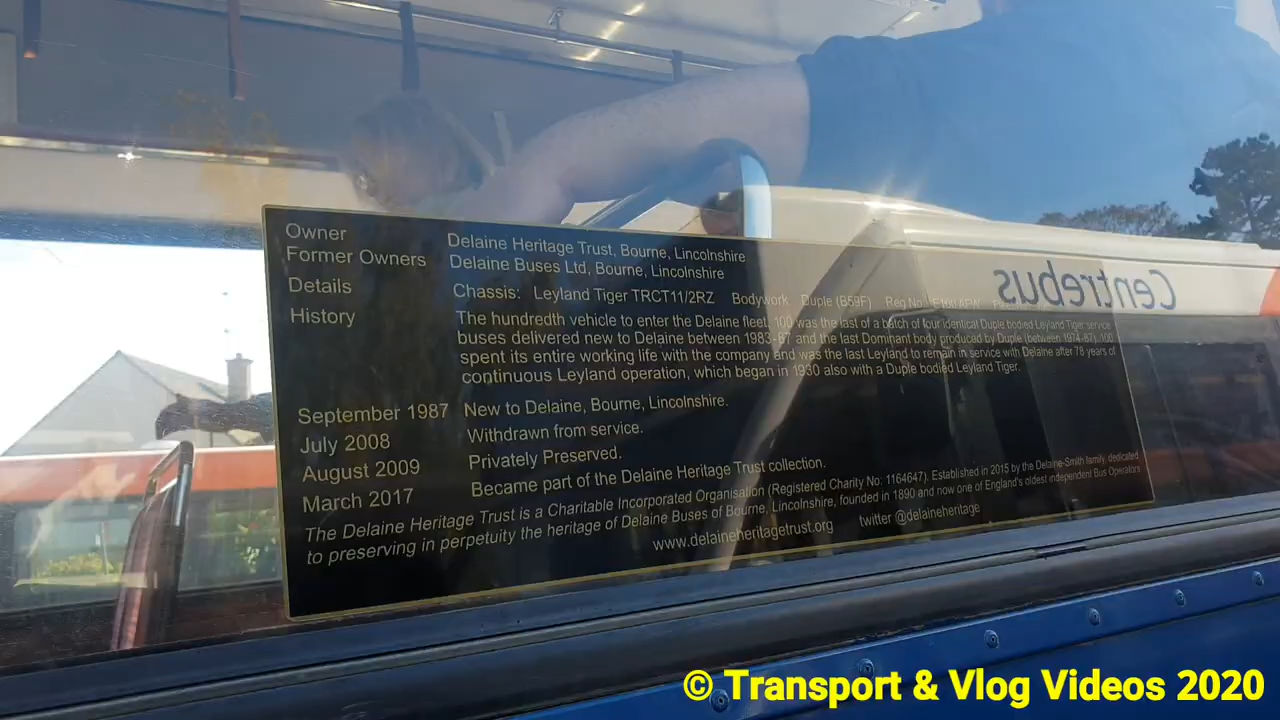 Owner Delaine Heritage Trust, Bourne, Lincolnshire
Former Owners Delaine Buses Ltd, Bourne, Lincolnshire
Details Chassis: Leyland Tiger TRCT11/2RZ Bodywork Duple (B59F) Reg No:
History The hundredth vehicle to enter the Delaine fleet, 100 was the last of a batch of four identical Duple bodied Leyland Tiger service
buses delivered new to Delaine between 1983-87 and the last Dominant body produced by Duple (between 1974-87). 100
spent its entire working life with the company and was the last Leyland to remain in service with Delaine after 78 years of
continuous Leyland operation, which began in 1930 also with a Duple bodied Leyland Tiger.
September 1987 New to Delaine, Bourne, Lincolnshire.
July 2008 Withdrawn from service.
August 2009 Privately Preserved.
March 2017 Became part of the Delaine Heritage Trust collection.
The Delaine Heritage Trust is a Charitable Incorporated Organisation (Registered Charity No: 1164647). Established in 2015 by the Delaine-Smith family, dedicated
to preserving in perpetuity the heritage of Delaine Buses of Bourne, Lincolnshire, founded in 1890 and now one of England's oldest independent Bus Operators
www.delaineheritagetrust.org twitter @delaineheritage
Centrebus
© Transport & Vlog Videos 2020